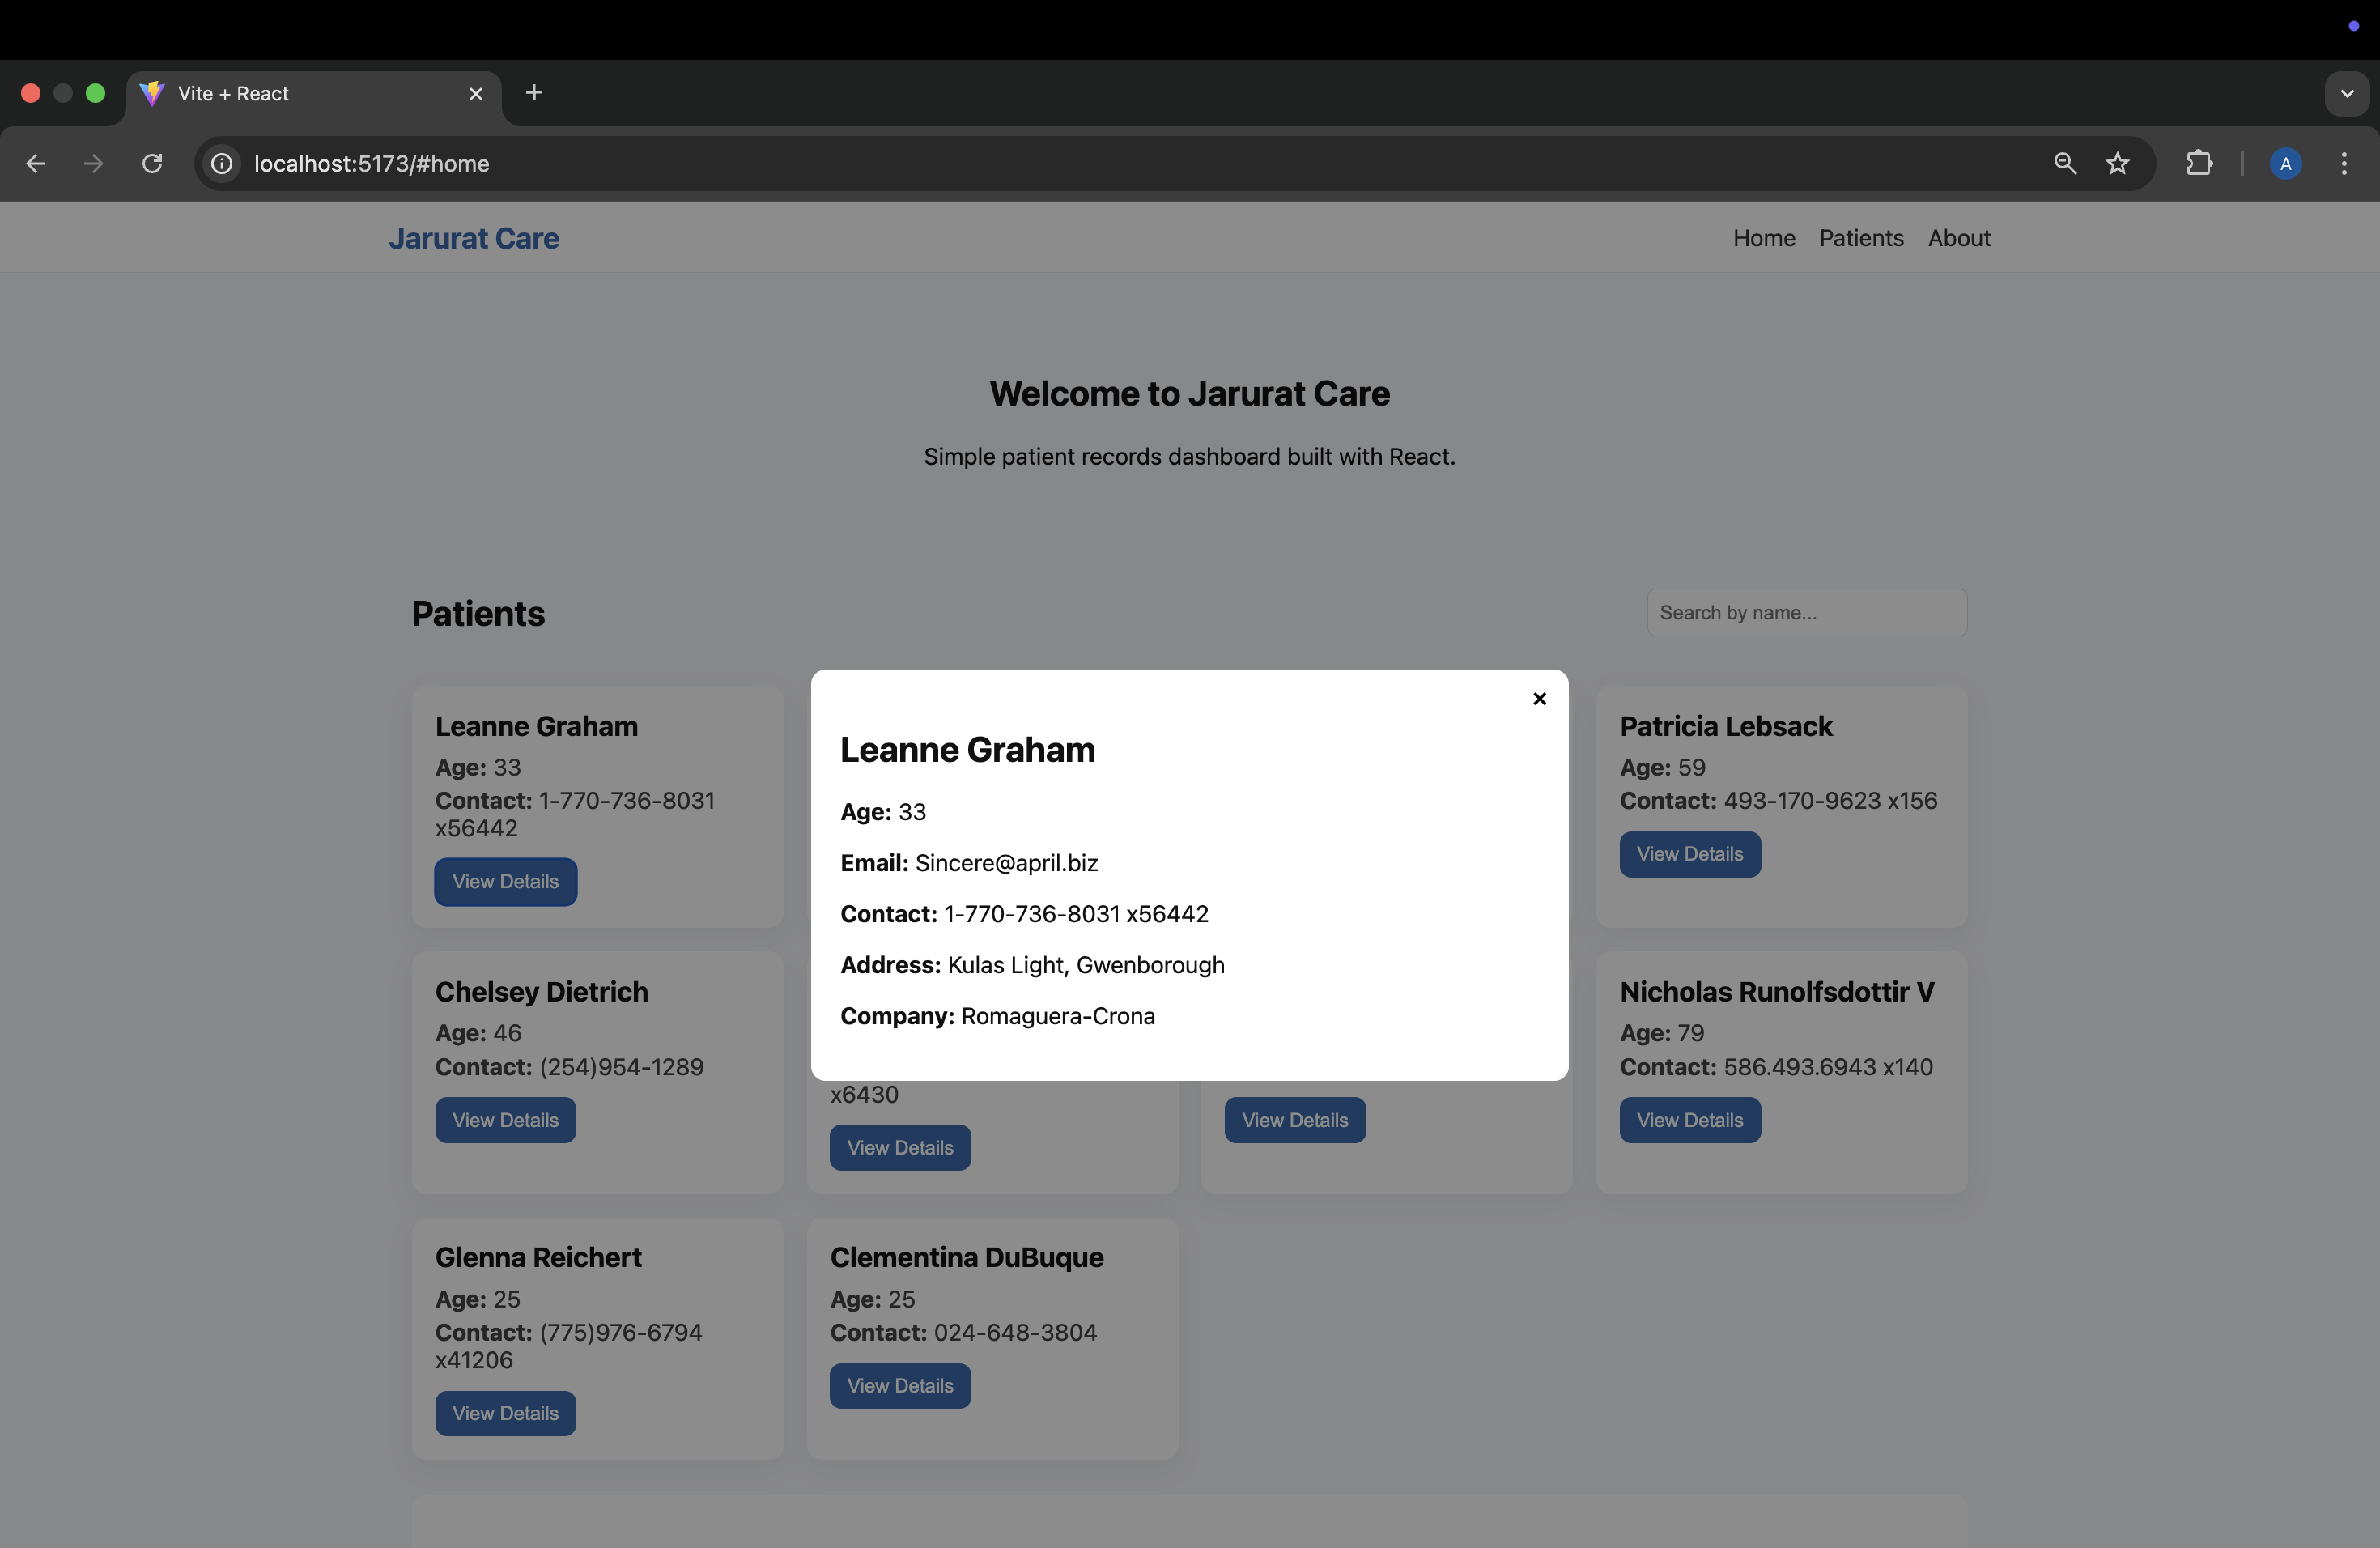 Vite + React
localhost:5173/#home
A
Jarurat Care
Home
Patients
About
Welcome to Jarurat Care
Simple patient records dashboard built with React.
Patients
Search by name...
Leanne Graham
Age: 33
Contact: 1-770-736-8031
x56442
View Details
Leanne Graham
Age: 33
Email: Sincere@april.biz
Contact: 1-770-736-8031 x56442
Address: Kulas Light, Gwenborough
Company: Romaguera-Crona
Patricia Lebsack
Age: 59
Contact: 493-170-9623 x156
View Details
Chelsey Dietrich
Age: 46
Contact: (254)954-1289
View Details
x6430
View Details
View Details
Nicholas Runolfsdottir V
Age: 79
Contact: 586.493.6943 x140
View Details
Glenna Reichert
Age: 25
Contact: (775)976-6794
x41206
View Details
Clementina DuBuque
Age: 25
Contact: 024-648-3804
View Details